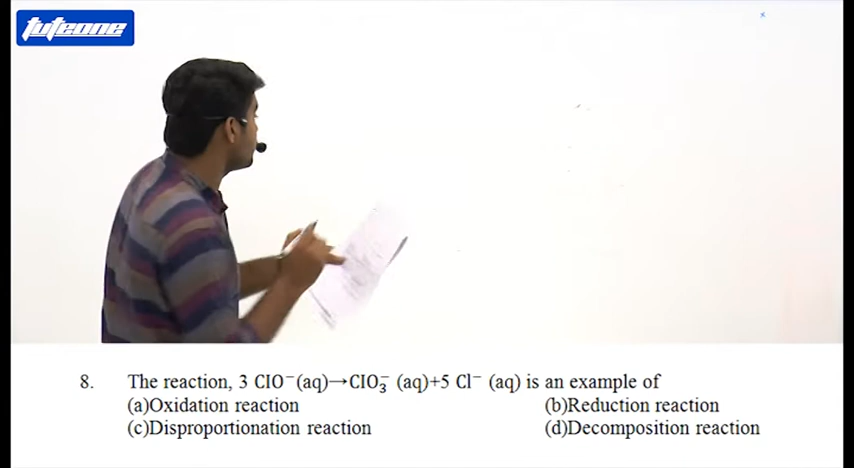 tuteone
8. The reaction, 3 ClO⁻(aq)→ClO₃⁻ (aq)+5 Cl⁻ (aq) is an example of
(a)Oxidation reaction (b)Reduction reaction
(c)Disproportionation reaction (d)Decomposition reaction